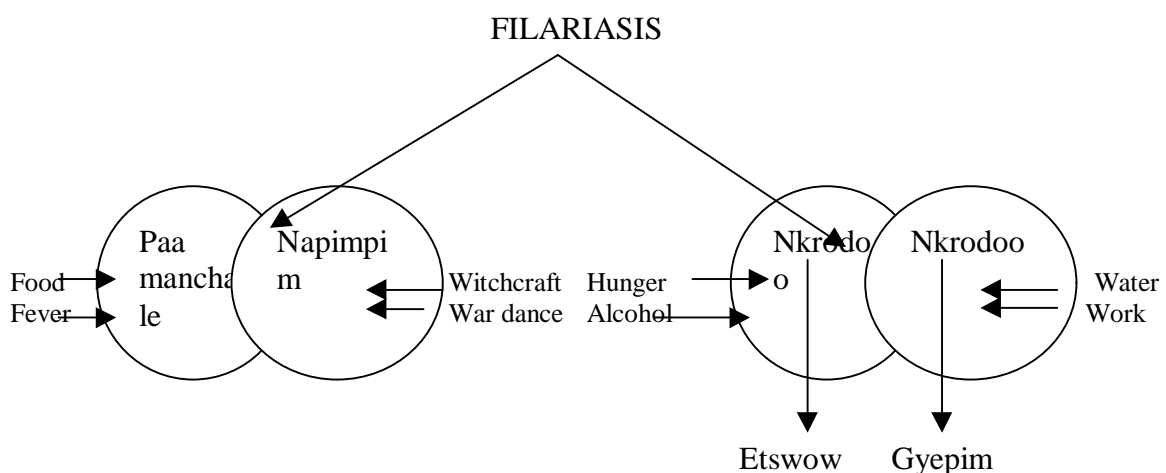 FILARIASIS
Paa
mancha
le
Napimpi
m
Nkrodo
o
Nkrodoo
Food
Fever
Witchcraft
War dance
Hunger
Alcohol
Water
Work
Etswow
Gyepim